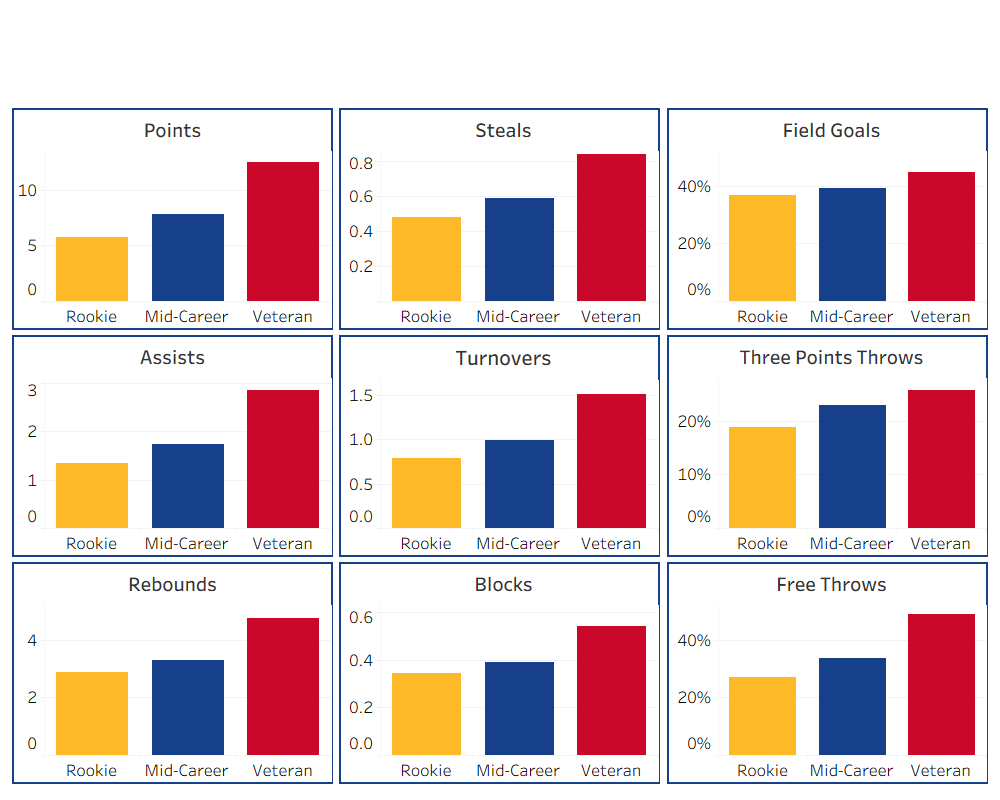 Points
10
5
0
Rookie Mid-Career Veteran
Steals
0.8
0.6
0.4
0.2
Rookie Mid-Career Veteran
Field Goals
40%
20%
0%
Rookie Mid-Career Veteran
Assists
3
2
1
0
Rookie Mid-Career Veteran
Turnovers
1.5
1.0
0.5
0.0
Rookie Mid-Career Veteran
Three Points Throws
20%
10%
0%
Rookie Mid-Career Veteran
Rebounds
4
2
0
Rookie Mid-Career Veteran
Blocks
0.6
0.4
0.2
0.0
Rookie Mid-Career Veteran
Free Throws
40%
20%
0%
Rookie Mid-Career Veteran